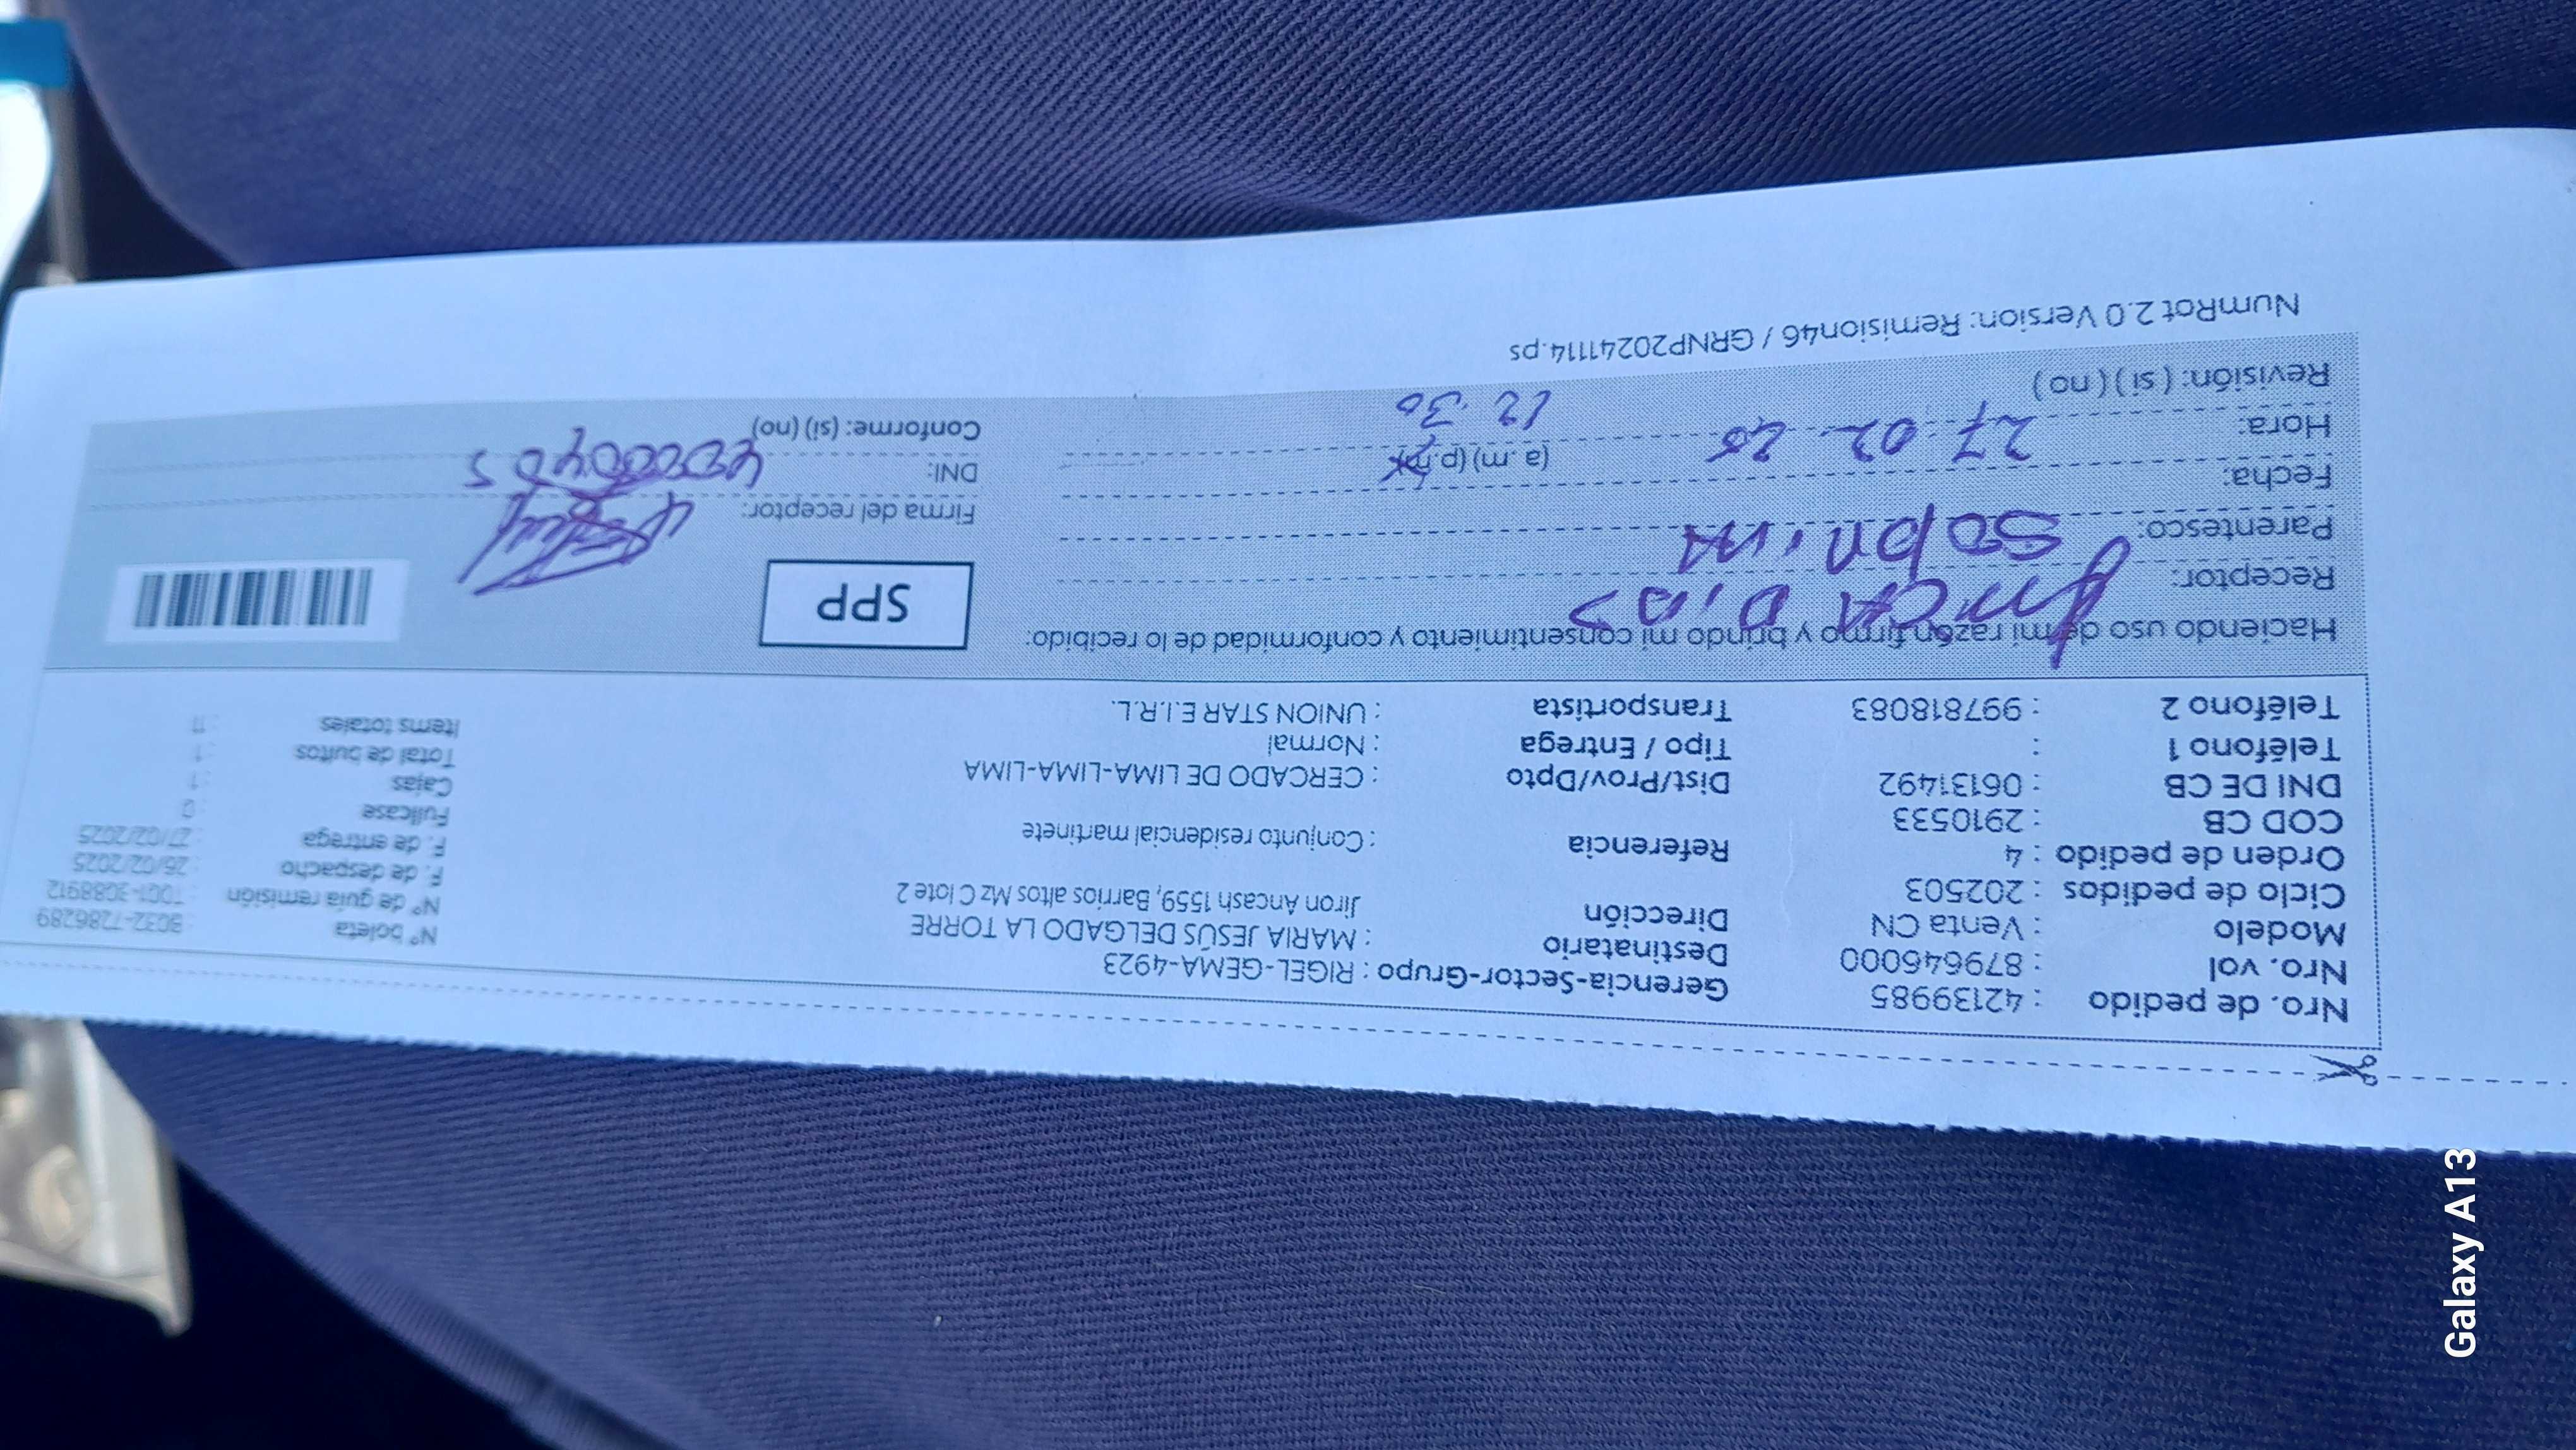 Nro. de pedido : 42139985
Nro. vol : 879646000
Modelo : Venta CN
Ciclo de pedidos : 202503
Orden de pedido : 4
COD CB : 2910533
DNI DE CB : 06131492
Teléfono 1 :
Teléfono 2 : 997818083
Gerencia-Sector-Grupo : RIGEL-GEMA-4923
Destinatario : MARIA JESÚS DELGADO LA TORRE
Dirección Jiron Ancash 1559, Barrios altos Mz C lote 2
Referencia : Conjunto residencial martinete
Dist/Prov/Dpto : CERCADO DE LIMA-LIMA-LIMA
Tipo / Entrega : Normal
Transportista : UNION STAR E.I.R.L.
Nº boleta : B032-7286289
Nº de guía remisión : T001-3088912
F. de despacho : 26/02/2025
F. de entrega : 27/02/2025
Fullcase : 0
Cajas : 1
Total de bultos : 1
Items totales : 11
Haciendo uso de mi razón firmo y brindo mi consentimiento y conformidad de lo recibido:
Receptor:
Parentesco: Sobrina
Fecha: 27 02 25
Hora: 12 30 (a.m) (p.m)
Revisión: ( si ) ( no )
SPP
Firma del receptor:
DNI:
Conforme: (si) (no)
NumRot 2.0 Version: Remision46 / GRNP20241114.ps
Galaxy A13